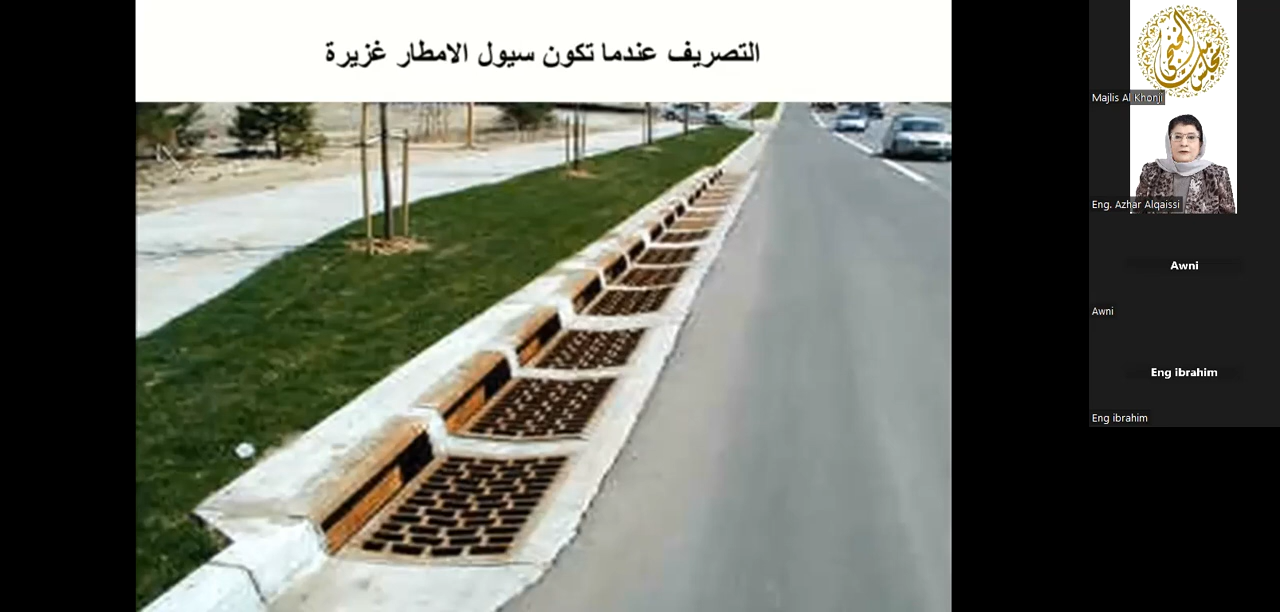 التصريف عندما تكون سيول الامطار غزيرة
Majlis Al Khonji
Eng. Azhar Alqaissi
Awni
Awni
Eng ibrahim
Eng ibrahim